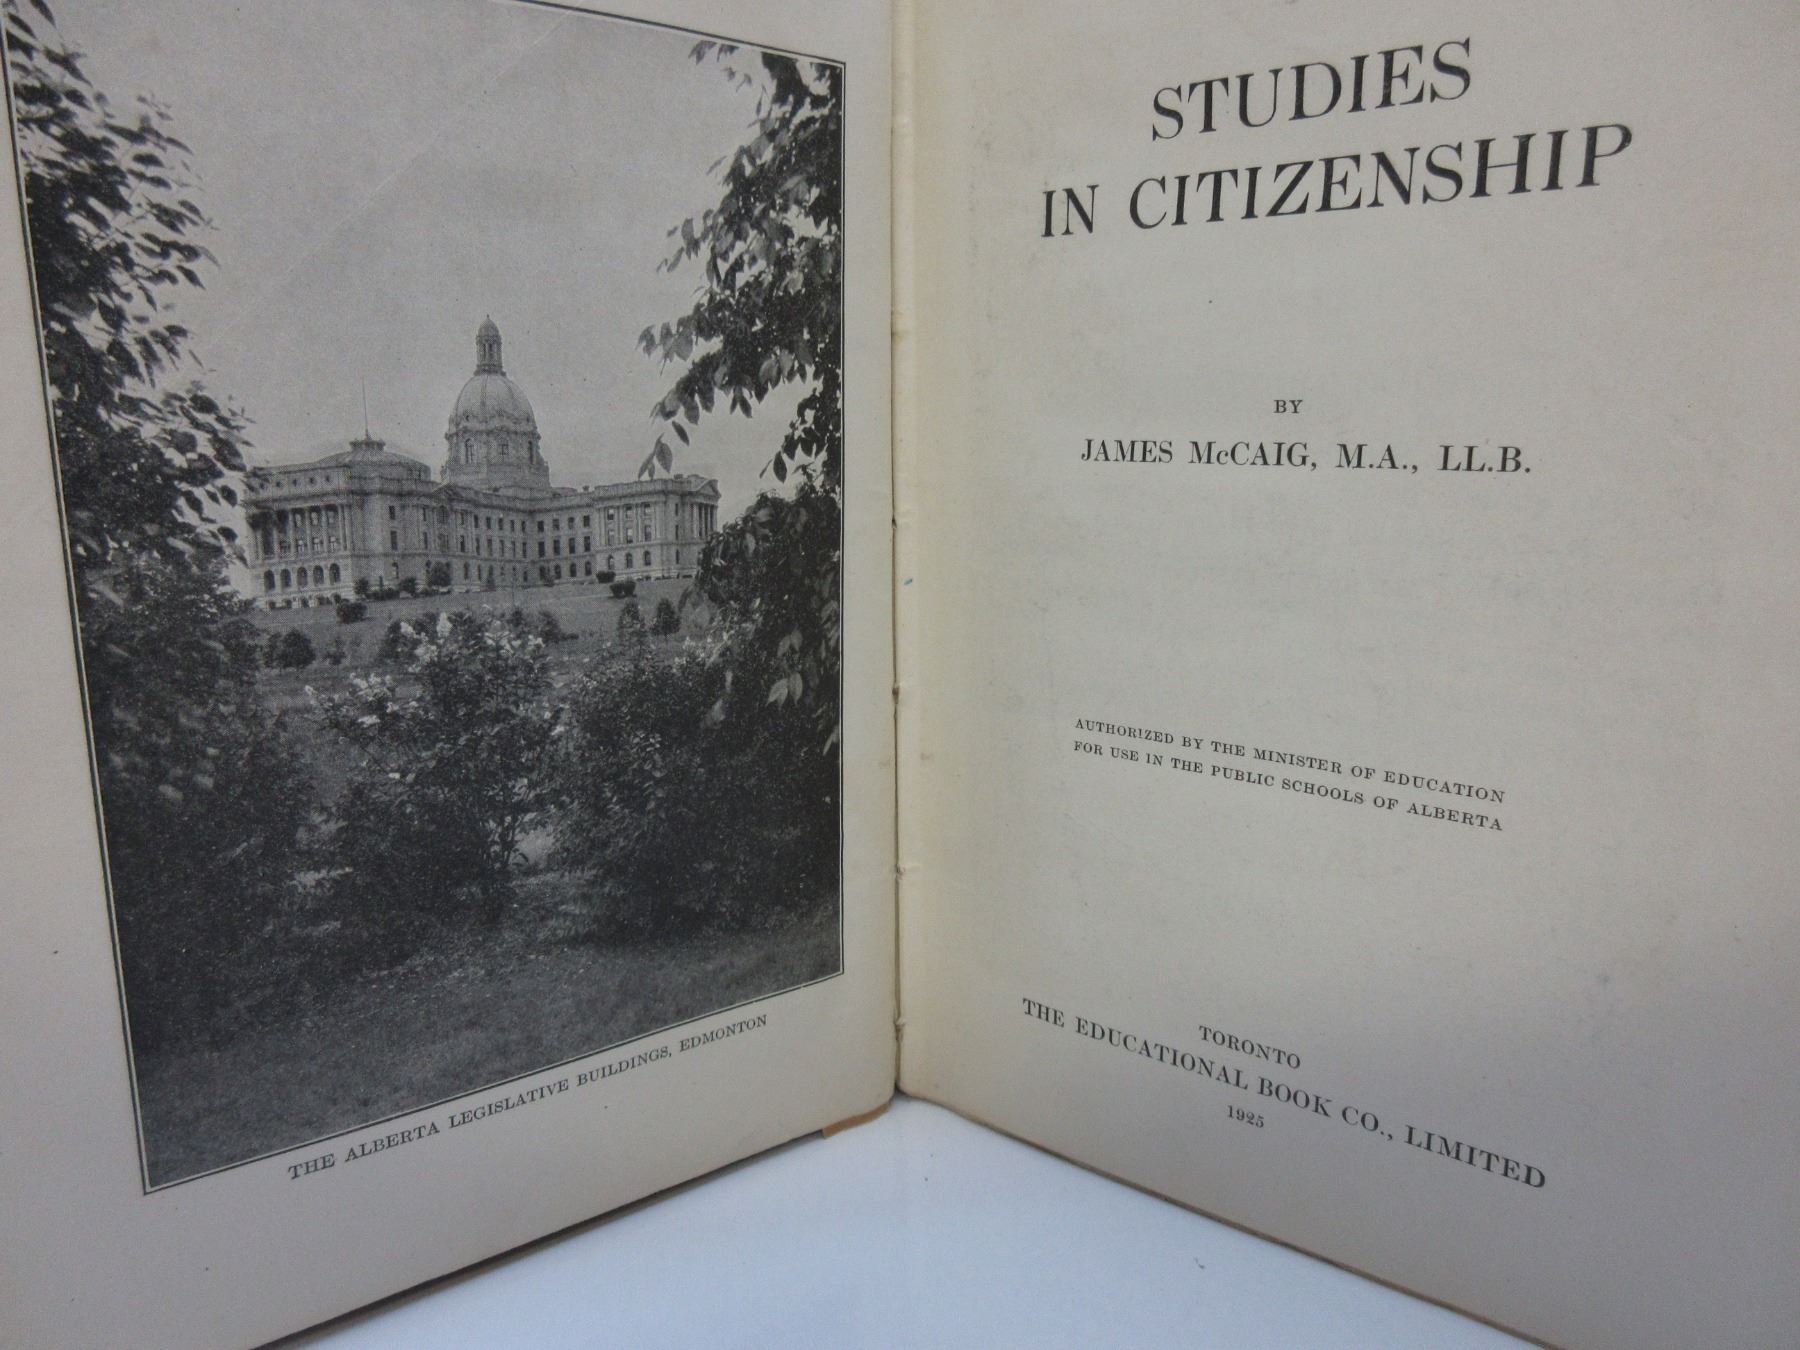 THE ALBERTA LEGISLATIVE BUILDINGS, EDMONTON
STUDIES
IN CITIZENSHIP
BY
JAMES McCAIG, M.A., LL.B.
AUTHORIZED BY THE MINISTER OF EDUCATION
FOR USE IN THE PUBLIC SCHOOLS OF ALBERTA
TORONTO
THE EDUCATIONAL BOOK CO., LIMITED
1925